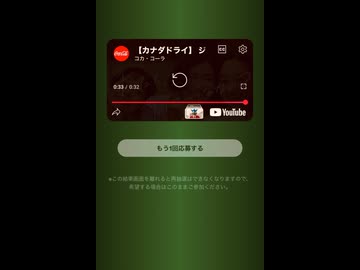 【カナダドライ】 ジ
コカ・コーラ
0:33 / 0:32
YouTube
もう1回応募する
※この結果画面を離れると再抽選はできなくなりますので、
希望する場合はこのままご参加ください。